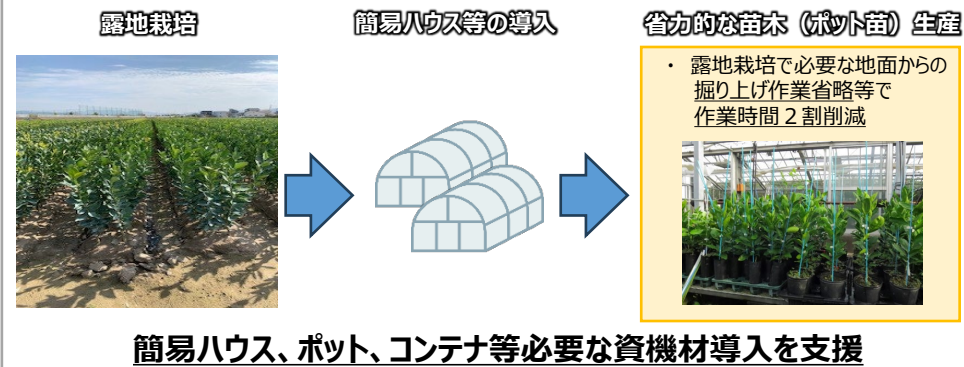 露地栽培
簡易ハウス等の導入
省力的な苗木（ポット苗）生産
・ 露地栽培で必要な地面からの
掘り上げ作業省略等で
作業時間２割削減
簡易ハウス、ポット、コンテナ等必要な資機材導入を支援